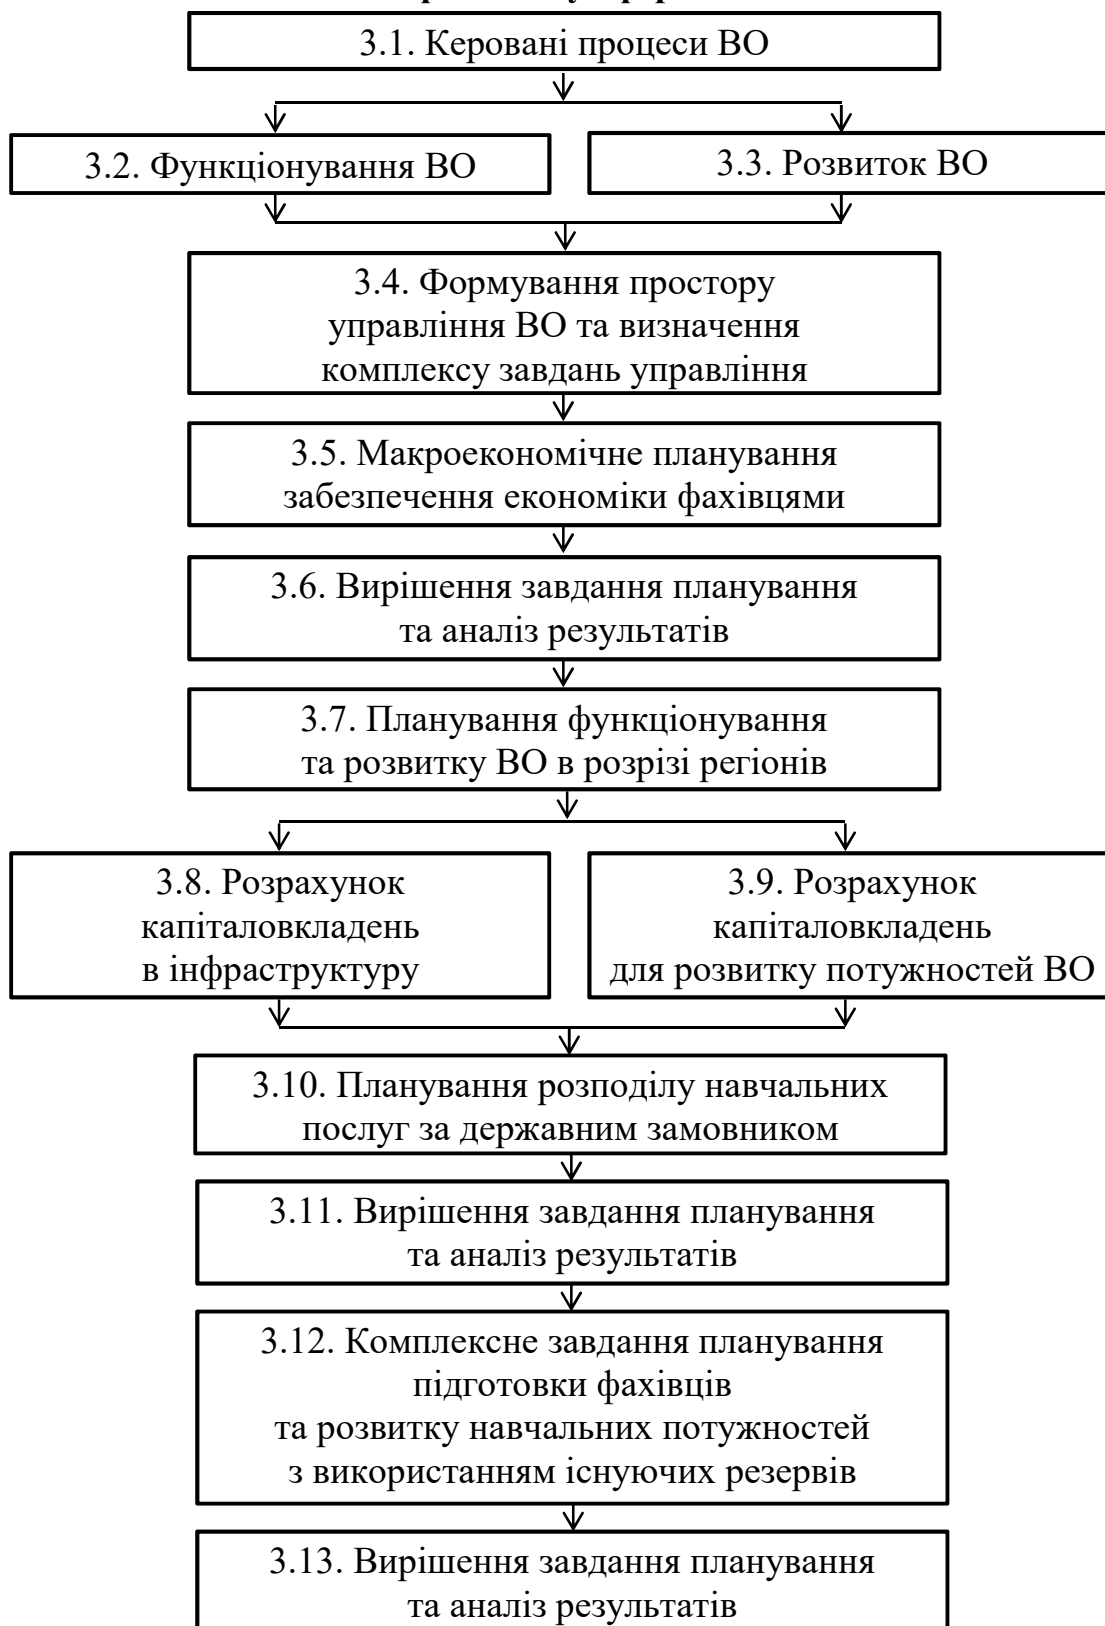 3.1. Керовані процеси ВО
3.2. Функціонування ВО
3.3. Розвиток ВО
3.4. Формування простору
управління ВО та визначення
комплексу завдань управління
3.5. Макроекономічне планування
забезпечення економіки фахівцями
3.6. Вирішення завдання планування
та аналіз результатів
3.7. Планування функціонування
та розвитку ВО в розрізі регіонів
3.8. Розрахунок
капіталовкладень
в інфраструктуру
3.9. Розрахунок
капіталовкладень
для розвитку потужностей ВО
3.10. Планування розподілу навчальних
послуг за державним замовником
3.11. Вирішення завдання планування
та аналіз результатів
3.12. Комплексне завдання планування
підготовки фахівців
та розвитку навчальних потужностей
з використанням існуючих резервів
3.13. Вирішення завдання планування
та аналіз результатів